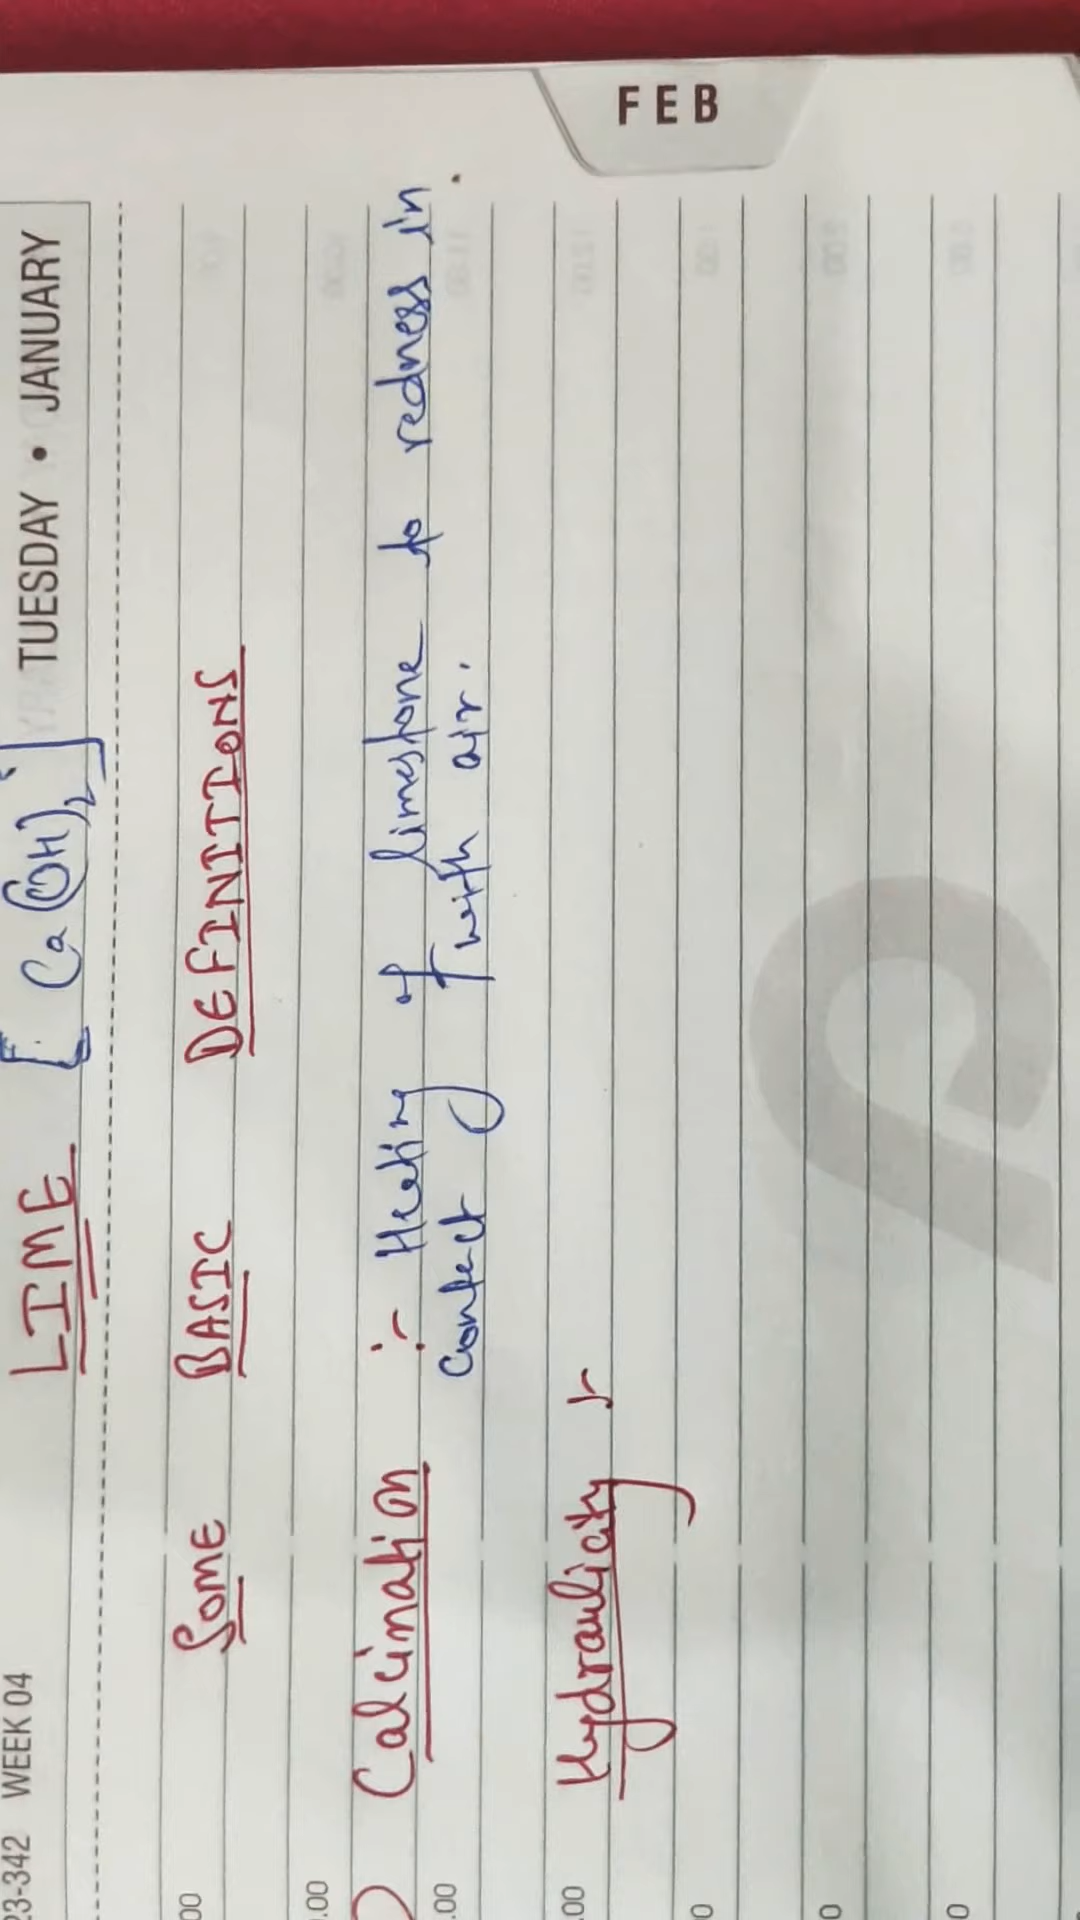 FEB
23-342 WEEK 04 TUESDAY • JANUARY
LIME [Ca(OH)2]
SOME BASIC DEFINITIONS
Calcination :- Heating of limestone to redness in
contact with air.
Hydraulicity :-